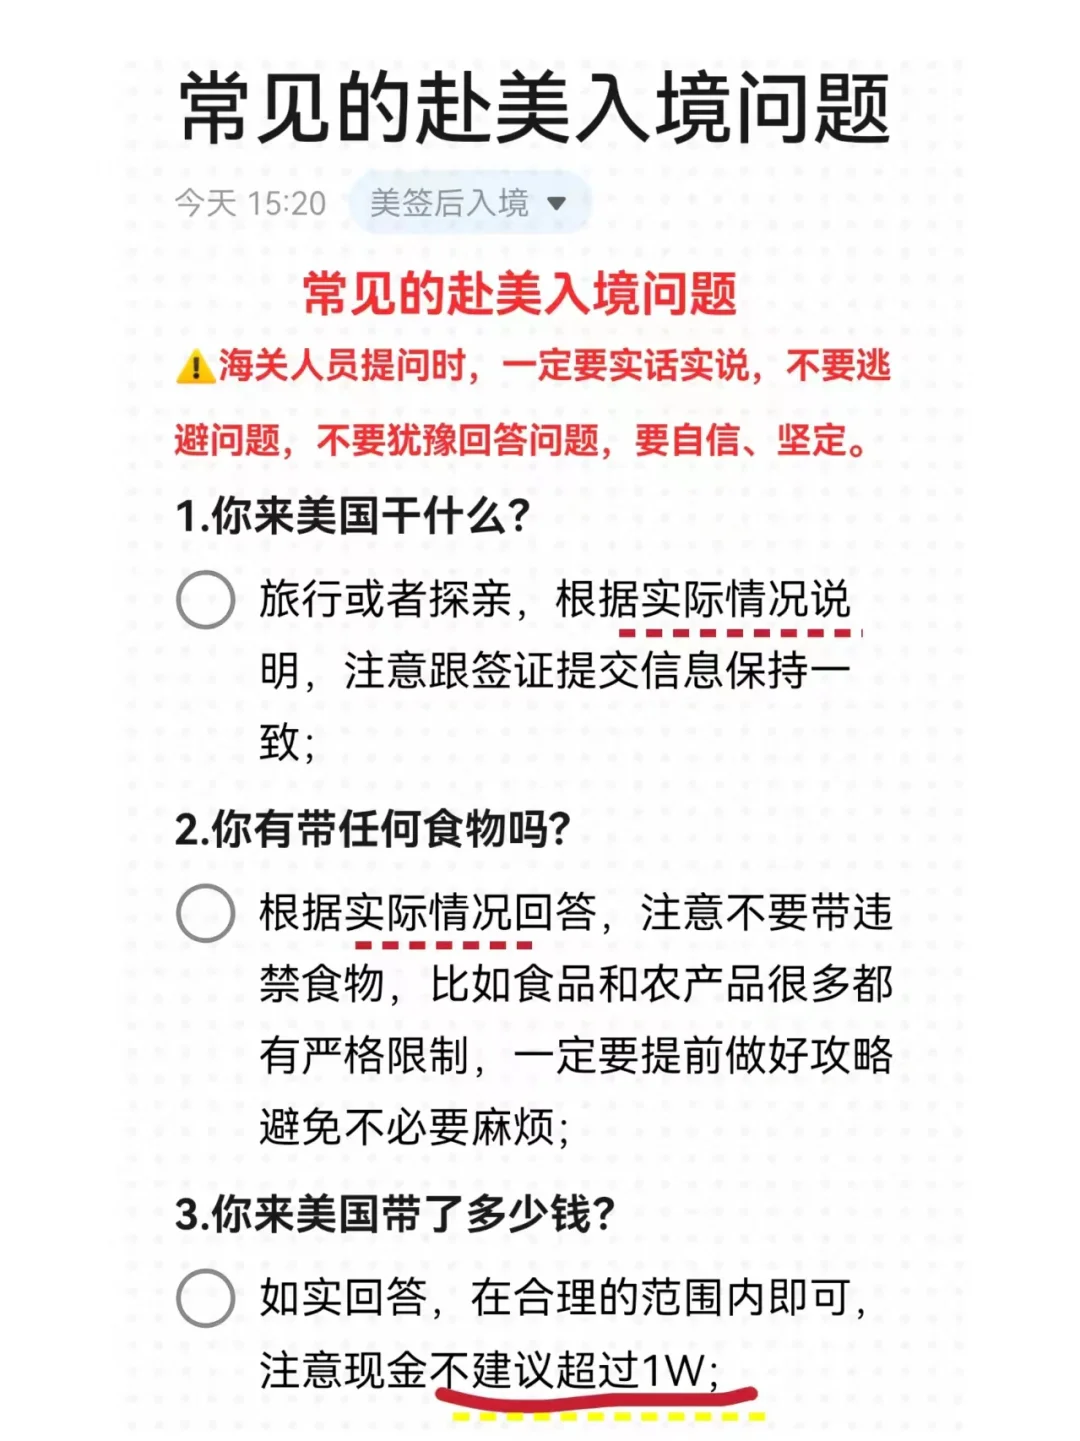 常见的赴美入境问题
今天 15:20 美签后入境
常见的赴美入境问题
⚠️海关人员提问时，一定要实话实说，不要逃
避问题，不要犹豫回答问题，要自信、坚定。
1.你来美国干什么？
旅行或者探亲，根据实际情况说
明，注意跟签证提交信息保持一
致；
2.你有带任何食物吗？
根据实际情况回答，注意不要带违
禁食物，比如食品和农产品很多都
有严格限制，一定要提前做好攻略
避免不必要麻烦；
3.你来美国带了多少钱？
如实回答，在合理的范围内即可，
注意现金不建议超过1W；